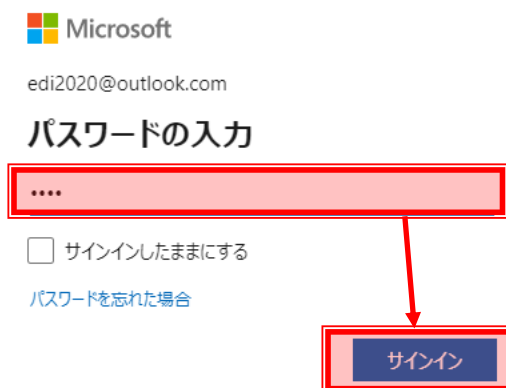 Microsoft
edi2020@outlook.com
パスワードの入力
••••
サインインしたままにする
パスワードを忘れた場合
サインイン